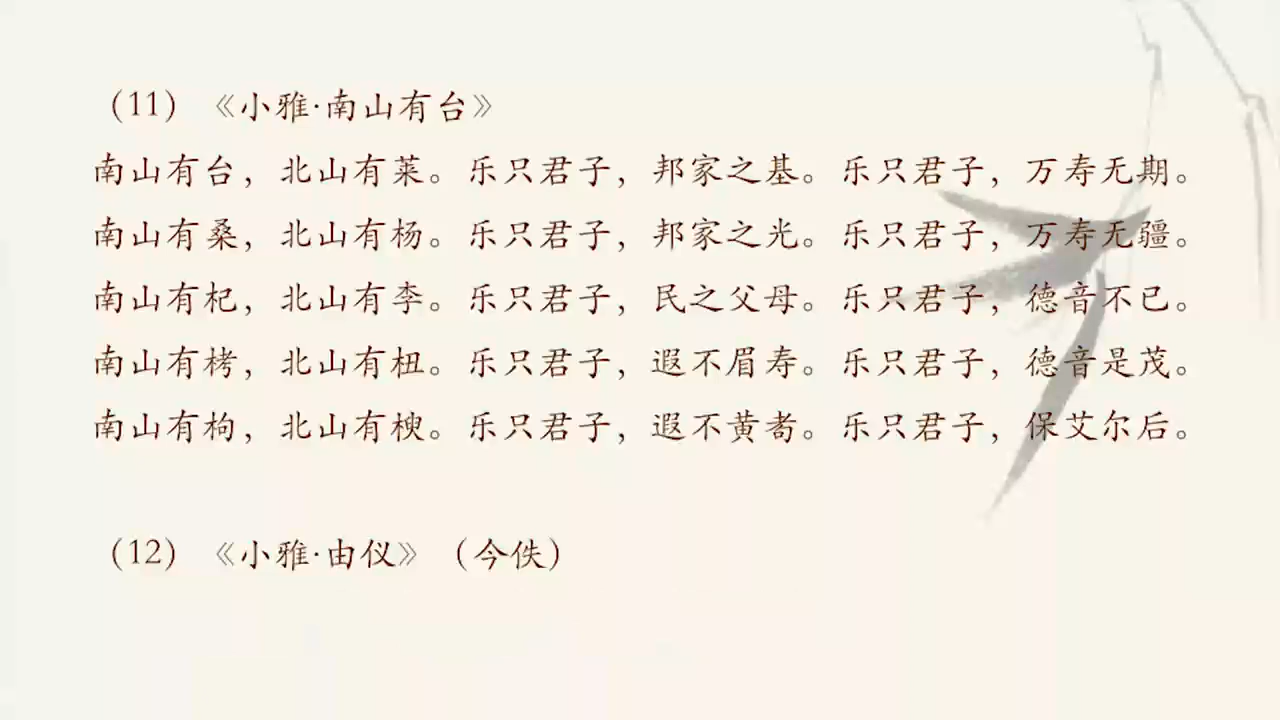 （11）《小雅·南山有台》
南山有台，北山有莱。乐只君子，邦家之基。乐只君子，万寿无期。
南山有桑，北山有杨。乐只君子，邦家之光。乐只君子，万寿无疆。
南山有杞，北山有李。乐只君子，民之父母。乐只君子，德音不已。
南山有栲，北山有杻。乐只君子，遐不眉寿。乐只君子，德音是茂。
南山有枸，北山有楰。乐只君子，遐不黄耇。乐只君子，保艾尔后。
（12）《小雅·由仪》（今佚）